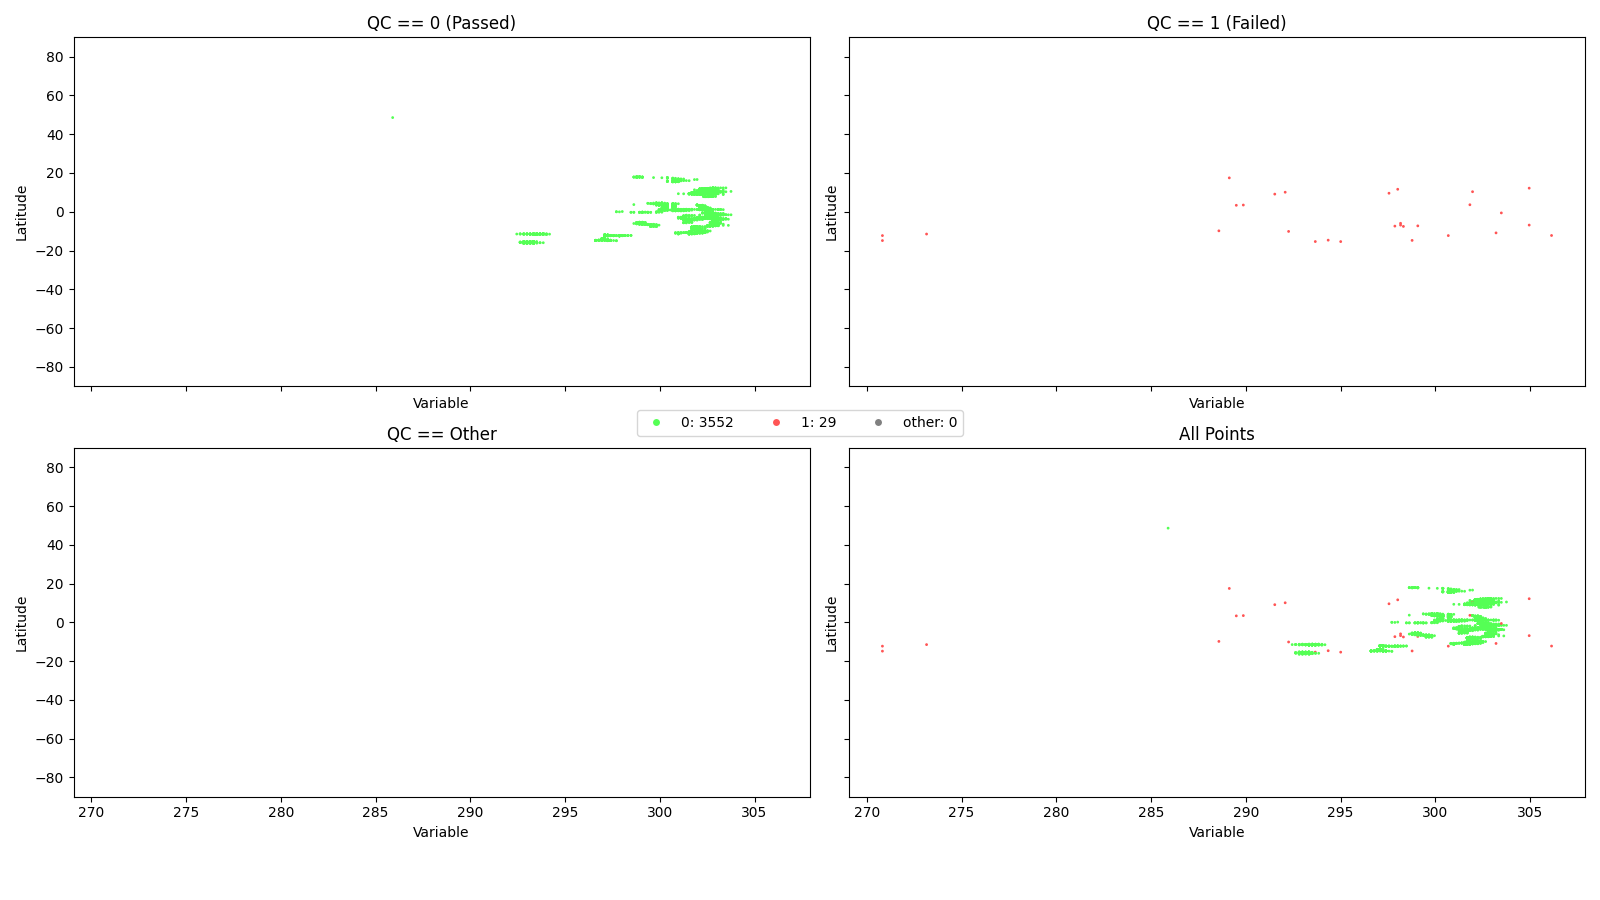 QC == 0 (Passed)
QC == 1 (Failed)
80
60
40
20
0
−20
−40
−60
−80
Latitude
Latitude
Variable
Variable
0: 3552
1: 29
other: 0
QC == Other
All Points
80
60
40
20
0
−20
−40
−60
−80
Latitude
Latitude
270 275 280 285 290 295 300 305
270 275 280 285 290 295 300 305
Variable
Variable